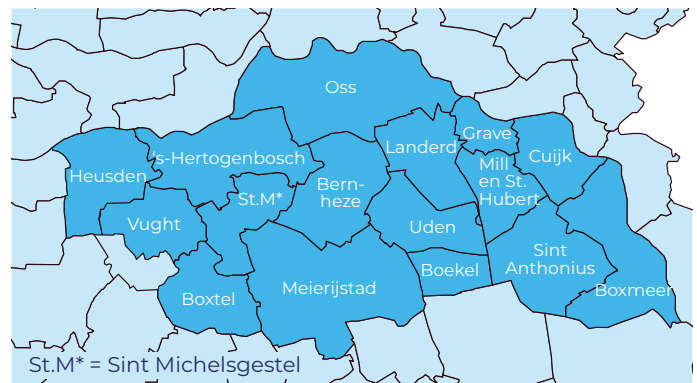 Oss
Grave
Landerd
Cuijk
's-Hertogenbosch
Mill
en St.
Hubert
Heusden
Bern-
heze
St.M*
Vught
Uden
Sint
Anthonius
Boekel
Meierijstad
Boxtel
Boxmeer
St.M* = Sint Michelsgestel